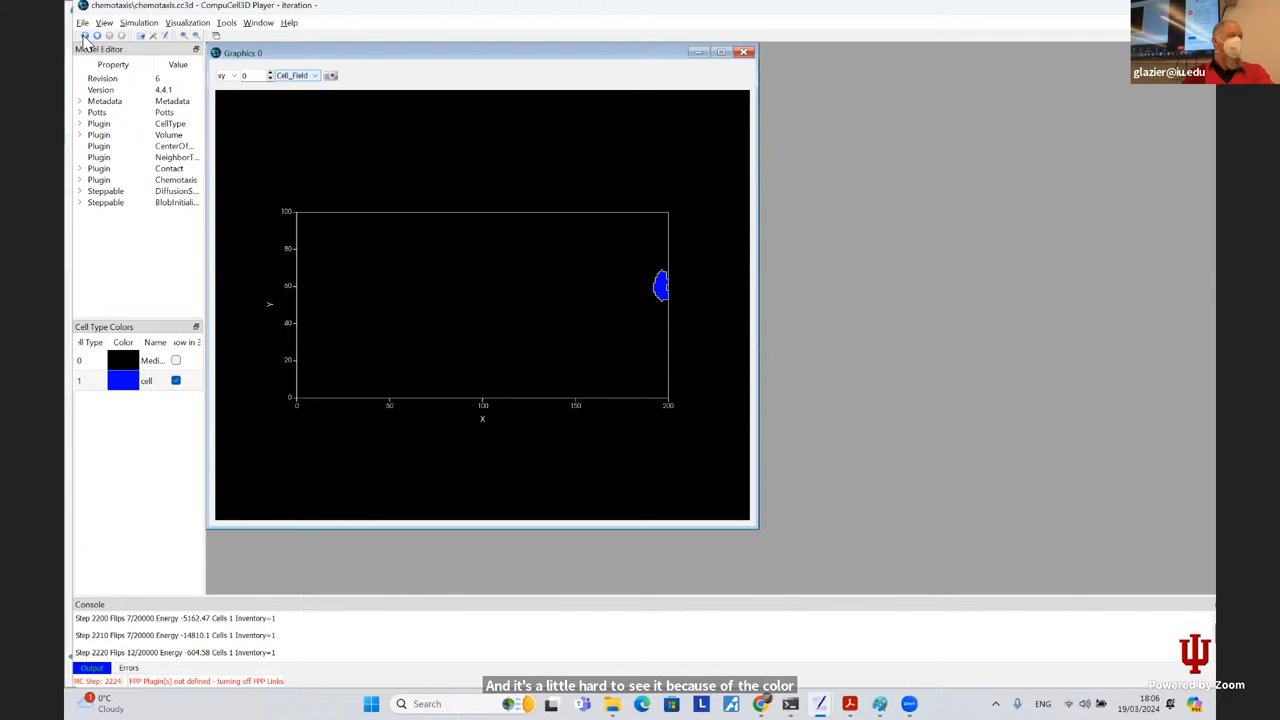 chemotaxis\chemotaxis.cc3d - CompuCell3D Player - iteration -
File View Simulation Visualization Tools Window Help
Model Editor
Property Value
Revision 6
Version 4.4.1
Metadata Metadata
Potts Potts
Plugin CellType
Plugin Volume
Plugin CenterOf...
Plugin NeighborT...
Plugin Contact
Plugin Chemotaxis
Steppable DiffusionS...
Steppable BlobInitiali...
Cell Type Colors
ll Type Color Name ow in 3
0 Medi...
1 cell
Graphics 0
xy 0 Cell_Field
100
80
60
40
20
0
Y
0 50 100 150 200
X
Console
Step 2200 Flips 7/20000 Energy -5162.47 Cells 1 Inventory=1
Step 2210 Flips 7/20000 Energy -14810.1 Cells 1 Inventory=1
Step 2220 Flips 12/20000 Energy -604.58 Cells 1 Inventory=1
Output Errors
MC Step: 2224 FPP Plugin(s) not defined - turning off FPP Links
And it's a little hard to see it because of the color
glazier@iu.edu
Powered by Zoom
1
0°C
Cloudy
Search
ENG
18:06
19/03/2024